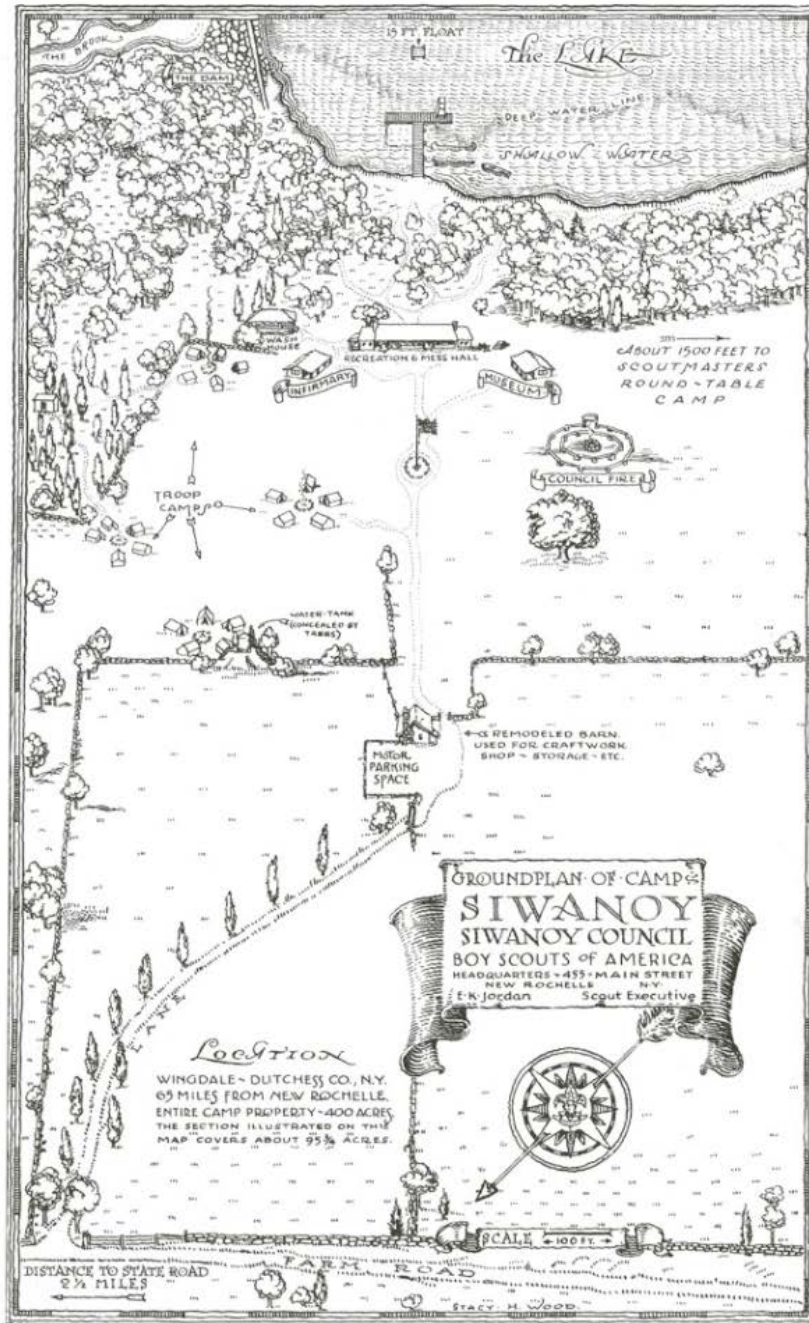 15 FT. FLOAT
The LAKE
THE BROOK
THE DAM
DEEP WATER LINE
SHALLOW WATER
WASH
HOUSE
RECREATION & MESS HALL
INFIRMARY
MUSEUM
ABOUT 1500 FEET TO
SCOUTMASTERS
ROUND-TABLE
CAMP
COUNCIL FIRE
TROOP
CAMPS
WATER-TANK
(CONCEALED BY
TREES)
A REMODELED BARN.
USED FOR CRAFTWORK
SHOP - STORAGE - ETC.
MOTOR
PARKING
SPACE
GROUNDPLAN·OF·CAMP
SIWANOY
SIWANOY COUNCIL
BOY SCOUTS of AMERICA
HEADQUARTERS - 455 - MAIN STREET
NEW ROCHELLE N·Y·
E·K·Jordan Scout Executive
LANE
LOCATION
WINGDALE - DUTCHESS CO., N.Y.
65 MILES FROM NEW ROCHELLE.
ENTIRE CAMP PROPERTY - 400 ACRES.
THE SECTION ILLUSTRATED ON THIS
MAP COVERS ABOUT 95¾ ACRES.
SCALE 100 FT.
FARM ROAD
DISTANCE TO STATE ROAD
2½ MILES
STACY·H·WOOD.